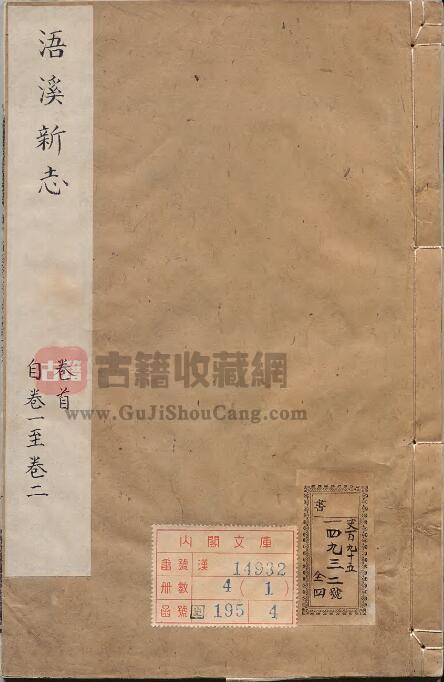 浯溪新志
卷首
自卷一至卷二
古籍 古籍收藏網
www.GuJiShouCang.com
內閣文庫
番號 漢 14932
冊數 4 (1)
函號 195 4
書
一四九三二號
全四